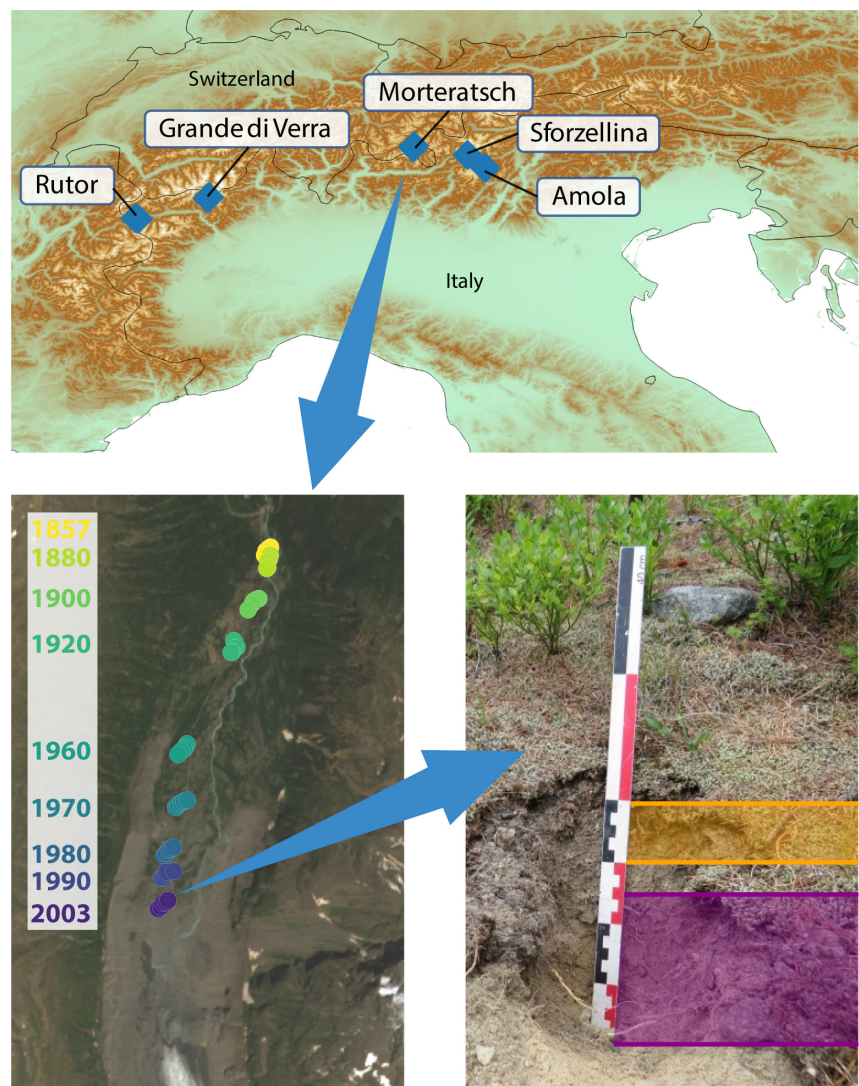 Switzerland
Morteratsch
Grande di Verra
Sforzellina
Rutor
Amola
Italy
1857
1880
1900
1920
1960
1970
1980
1990
2003
40 cm